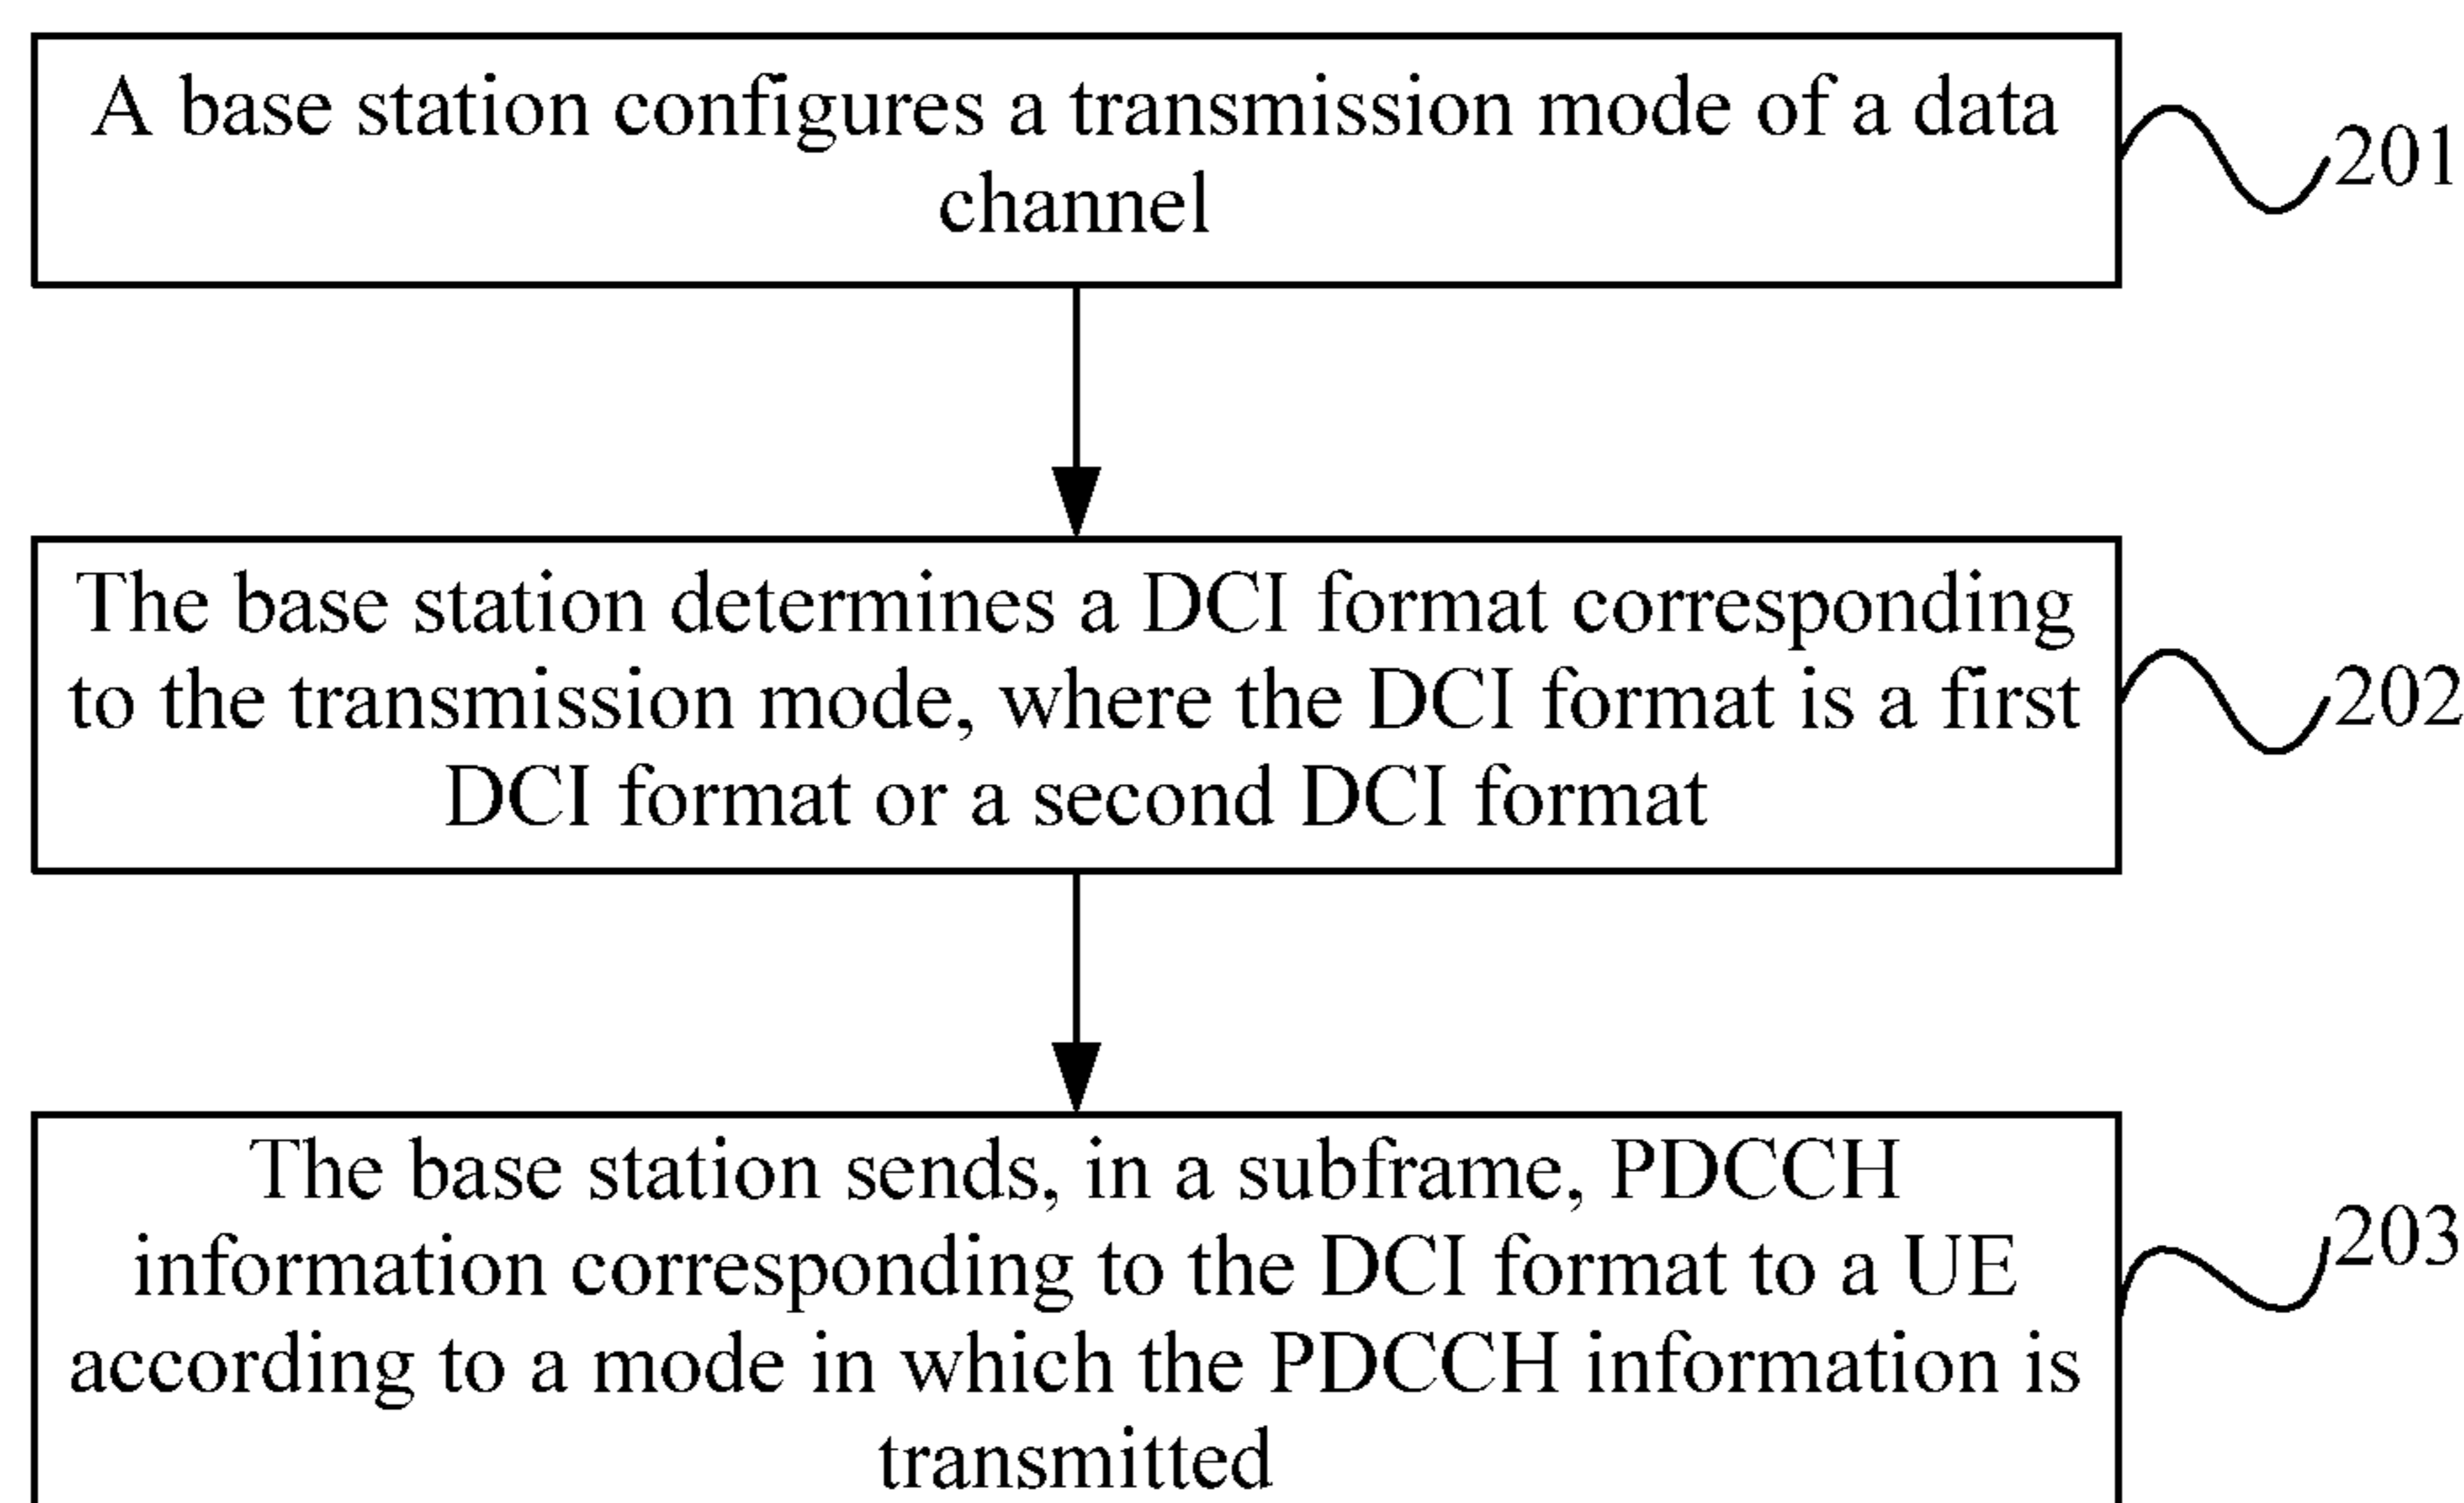 A base station configures a transmission mode of a data
channel
201
The base station determines a DCI format corresponding
to the transmission mode, where the DCI format is a first
DCI format or a second DCI format
202
The base station sends, in a subframe, PDCCH
information corresponding to the DCI format to a UE
according to a mode in which the PDCCH information is
transmitted
203